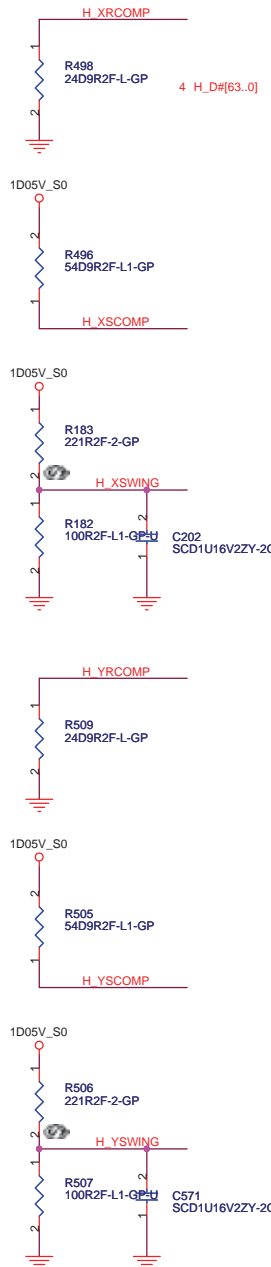 H_XRCOMP
1
R498
24D9R2F-L-GP
2
4 H_D#[63..0]
1D05V_S0
2
R496
54D9R2F-L1-GP
1
H_XSCOMP
1D05V_S0
1
R183
221R2F-2-GP
2
H_XSWING
1
R182
100R2F-L1-GP-U
2
2
C202
SCD1U16V2ZY-2G
1
H_YRCOMP
1
R509
24D9R2F-L-GP
2
1D05V_S0
2
R505
54D9R2F-L1-GP
1
H_YSCOMP
1D05V_S0
1
R506
221R2F-2-GP
2
H_YSWING
1
R507
100R2F-L1-GP-U
2
2
C571
SCD1U16V2ZY-2G
1